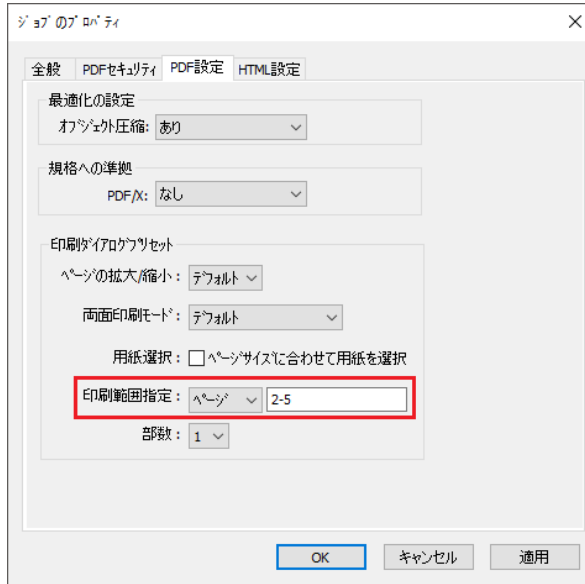 ｼﾞｮﾌﾞのﾌﾟﾛﾊﾟﾃｨ
全般 PDFｾｷｭﾘﾃｨ PDF設定 HTML設定
最適化の設定
ｵﾌﾞｼﾞｪｸﾄ圧縮: あり
規格への準拠
PDF/X: なし
印刷ﾀﾞｲｱﾛｸﾞﾌﾟﾘｾｯﾄ
ﾍﾟｰｼﾞの拡大/縮小: ﾃﾞﾌｫﾙﾄ
両面印刷ﾓｰﾄﾞ: ﾃﾞﾌｫﾙﾄ
用紙選択: ﾍﾟｰｼﾞｻｲｽﾞに合わせて用紙を選択
印刷範囲指定: ﾍﾟｰｼﾞ 2-5
部数: 1
OK キャンセル 適用